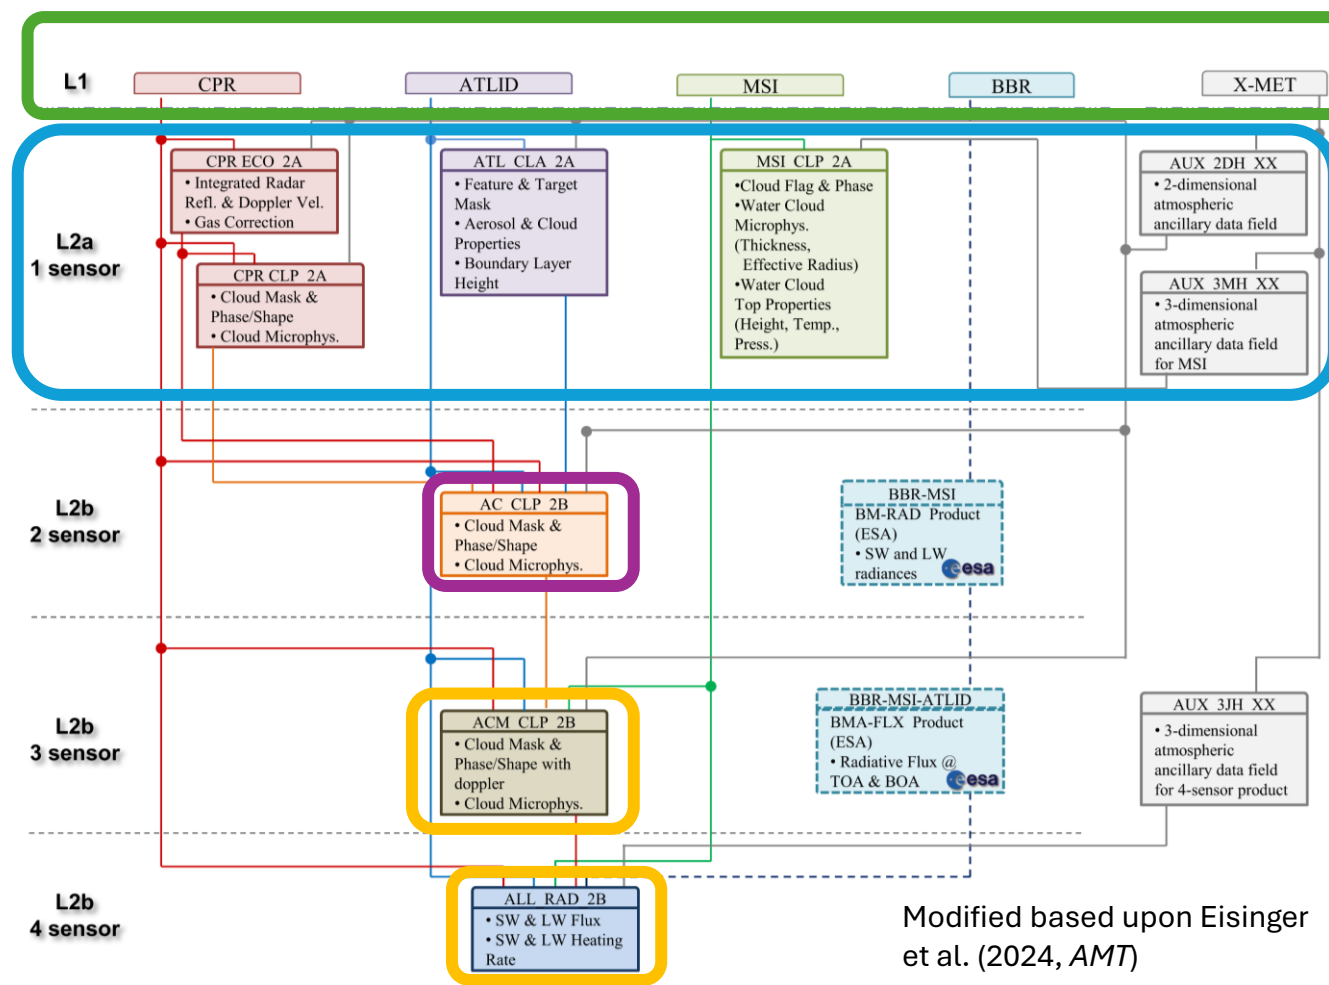 L1
CPR
ATLID
MSI
BBR
X-MET
L2a
1 sensor
CPR ECO 2A
• Integrated Radar
Refl. & Doppler Vel.
• Gas Correction
CPR CLP 2A
• Cloud Mask &
Phase/Shape
• Cloud Microphys.
ATL CLA 2A
• Feature & Target
Mask
• Aerosol & Cloud
Properties
• Boundary Layer
Height
MSI CLP 2A
•Cloud Flag & Phase
•Water Cloud
Microphys.
(Thickness,
Effective Radius)
•Water Cloud
Top Properties
(Height, Temp.,
Press.)
AUX 2DH XX
• 2-dimensional
atmospheric
ancillary data field
AUX 3MH XX
• 3-dimensional
atmospheric
ancillary data field
for MSI
L2b
2 sensor
AC CLP 2B
• Cloud Mask &
Phase/Shape
• Cloud Microphys.
BBR-MSI
BM-RAD Product
(ESA)
• SW and LW
radiances
esa
L2b
3 sensor
ACM CLP 2B
• Cloud Mask &
Phase/Shape with
doppler
• Cloud Microphys.
BBR-MSI-ATLID
BMA-FLX Product
(ESA)
• Radiative Flux @
TOA & BOA
esa
AUX 3JH XX
• 3-dimensional
atmospheric
ancillary data field
for 4-sensor product
L2b
4 sensor
ALL RAD 2B
• SW & LW Flux
• SW & LW Heating
Rate
Modified based upon Eisinger
et al. (2024, AMT)